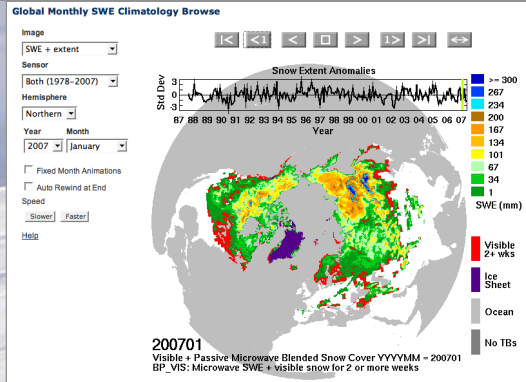 Global Monthly SWE Climatology Browse
Image
SWE + extent
Sensor
Both (1978-2007)
Hemisphere
Northern
Year Month
2007 January
Fixed Month Animations
Auto Rewind at End
Speed
Slower Faster
Help
|< <1 < > 1> >| <->
Snow Extent Anomalies
Std Dev
3
0
-3
87 88 89 90 91 92 93 94 95 96 97 98 99 00 01 02 03 04 05 06 07
Year
>= 300
267
234
200
167
134
101
67
34
1
SWE (mm)
Visible
2+ wks
Ice
Sheet
Ocean
No TBs
200701
Visible + Passive Microwave Blended Snow Cover YYYYMM = 200701
BP_VIS: Microwave SWE + visible snow for 2 or more weeks